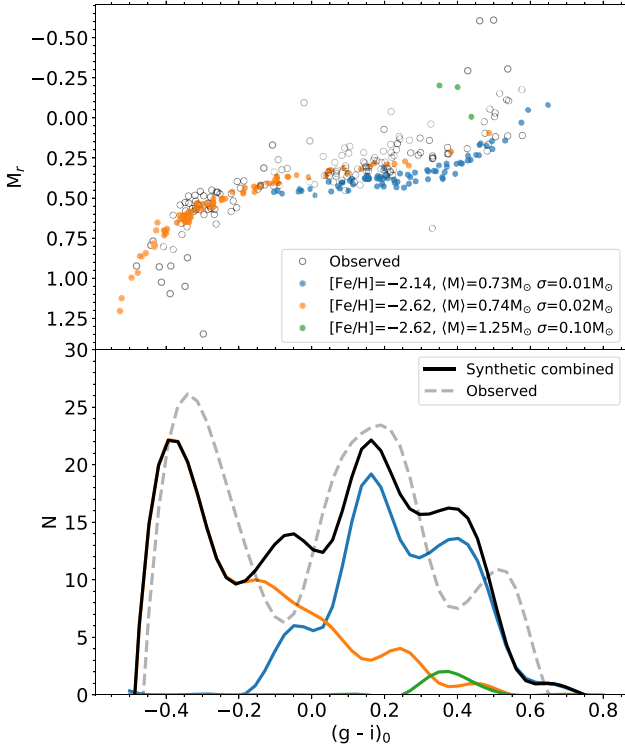 −0.50
−0.25
0.00
0.25
0.50
0.75
1.00
1.25
M_r
Observed
[Fe/H]=−2.14, ⟨M⟩=0.73M⊙ σ=0.01M⊙
[Fe/H]=−2.62, ⟨M⟩=0.74M⊙ σ=0.02M⊙
[Fe/H]=−2.62, ⟨M⟩=1.25M⊙ σ=0.10M⊙
30
25
20
15
10
5
0
N
Synthetic combined
Observed
−0.4 −0.2 0.0 0.2 0.4 0.6 0.8
(g - i)₀